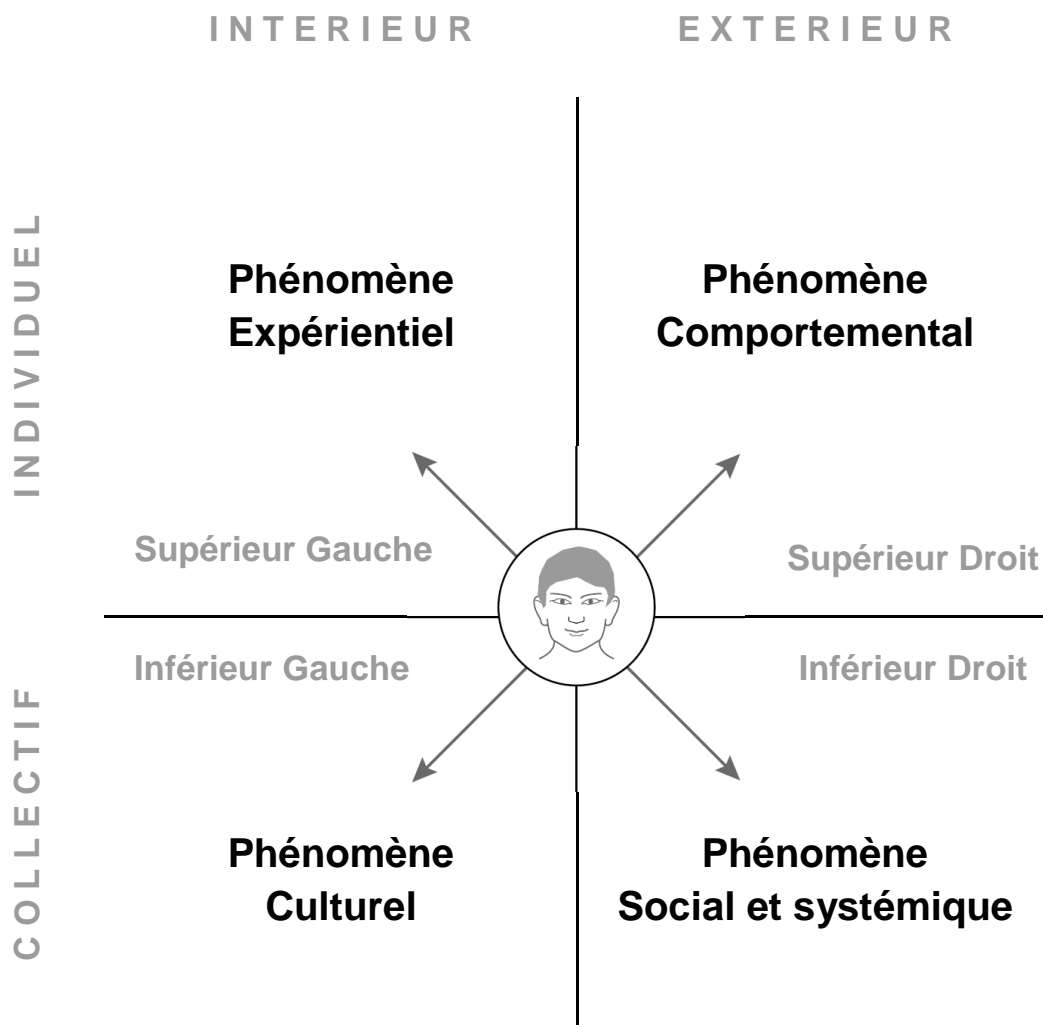 INTERIEUR EXTERIEUR
INDIVIDUEL
Phénomène
Expérientiel
Phénomène
Comportemental
Supérieur Gauche
Supérieur Droit
Inférieur Gauche
Inférieur Droit
COLLECTIF
Phénomène
Culturel
Phénomène
Social et systémique